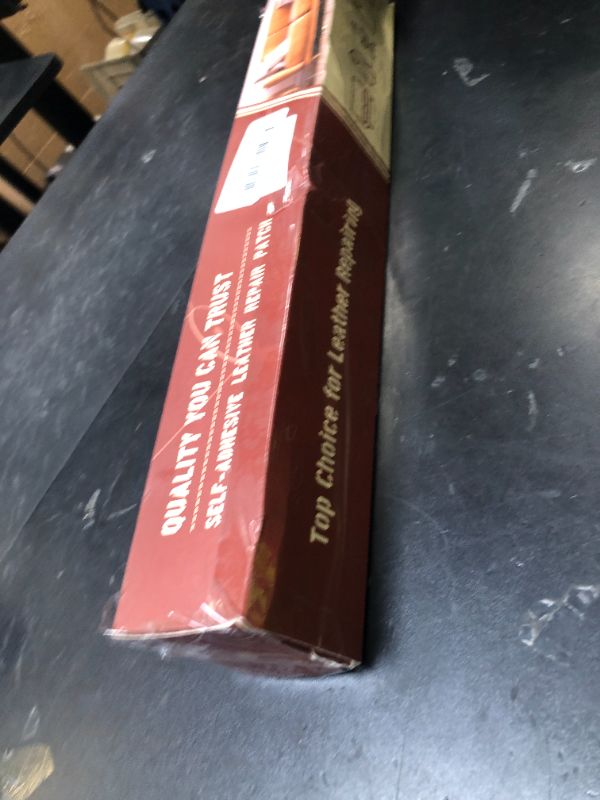 QUALITY YOU CAN TRUST
SELF-ADHESIVE LEATHER REPAIR PATCH
Top Choice for Leather Repairing